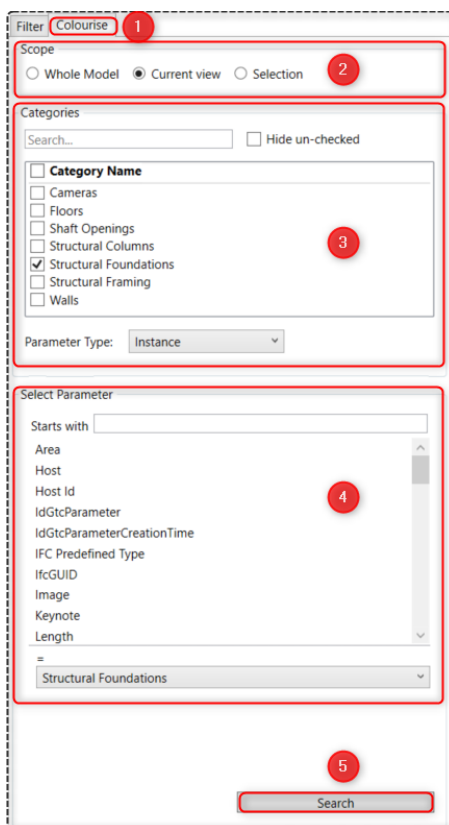 Filter Colourise 1
Scope
Whole Model Current view Selection 2
Categories
Search... Hide un-checked
Category Name
Cameras
Floors
Shaft Openings
Structural Columns 3
Structural Foundations
Structural Framing
Walls
Parameter Type: Instance
Select Parameter
Starts with
Area
Host
Host Id 4
IdGtcParameter
IdGtcParameterCreationTime
IFC Predefined Type
IfcGUID
Image
Keynote
Length
=
Structural Foundations
5
Search